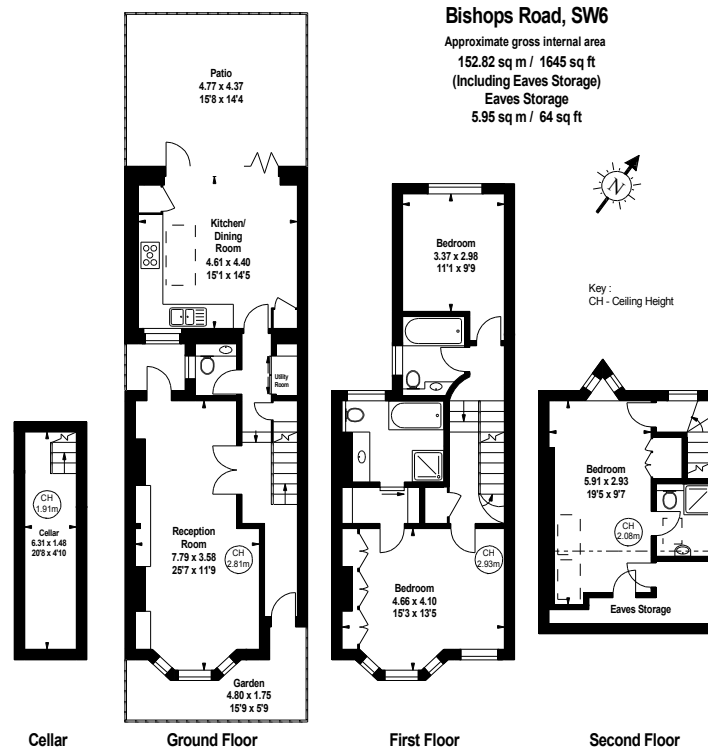 Bishops Road, SW6
Approximate gross internal area
152.82 sq m / 1645 sq ft
(Including Eaves Storage)
Eaves Storage
5.95 sq m / 64 sq ft
N
Key :
CH - Ceiling Height
Patio
4.77 x 4.37
15'8 x 14'4
Kitchen/
Dining
Room
4.61 x 4.40
15'1 x 14'5
Utility
Room
Reception
Room
7.79 x 3.58
25'7 x 11'9
CH
2.81m
Garden
4.80 x 1.75
15'9 x 5'9
CH
1.91m
Cellar
6.31 x 1.48
20'8 x 4'10
Bedroom
3.37 x 2.98
11'1 x 9'9
Bedroom
4.66 x 4.10
15'3 x 13'5
CH
2.93m
Bedroom
5.91 x 2.93
19'5 x 9'7
CH
2.08m
Eaves Storage
Cellar
Ground Floor
First Floor
Second Floor